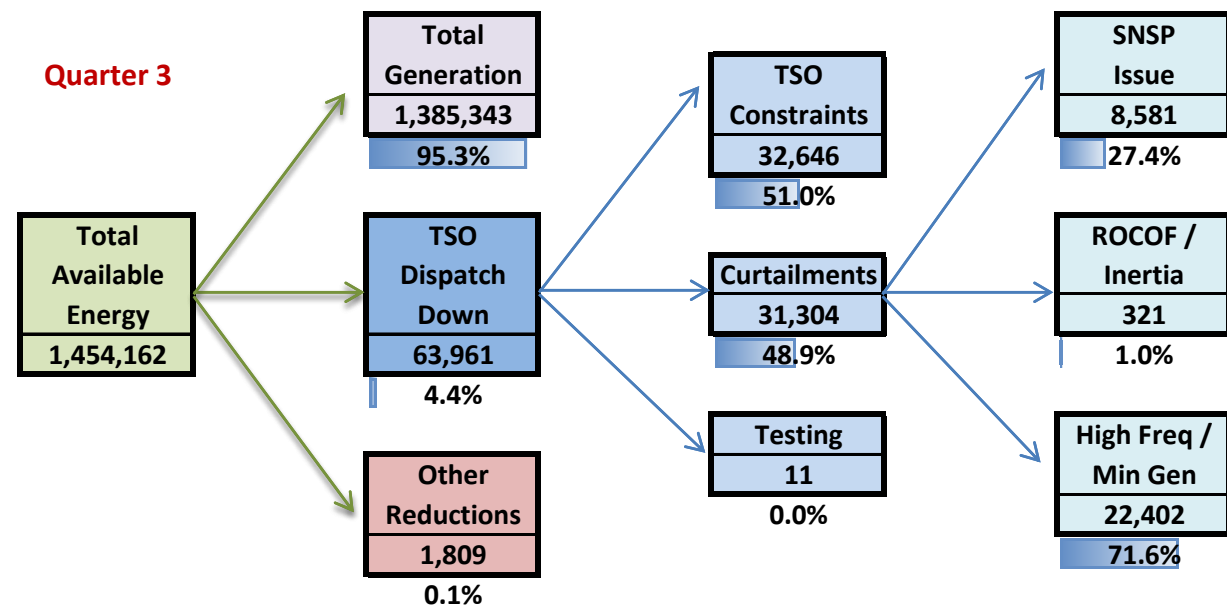 Quarter 3
Total
Available
Energy
1,454,162
Total
Generation
1,385,343
95.3%
TSO
Dispatch
Down
63,961
4.4%
Other
Reductions
1,809
0.1%
TSO
Constraints
32,646
51.0%
Curtailments
31,304
48.9%
Testing
11
0.0%
SNSP
Issue
8,581
27.4%
ROCOF /
Inertia
321
1.0%
High Freq /
Min Gen
22,402
71.6%